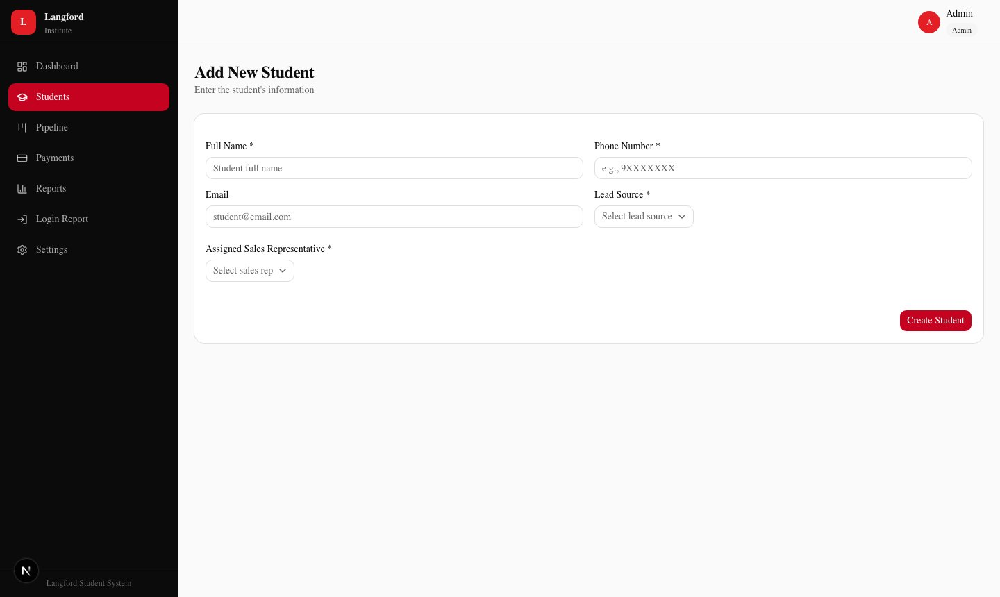 L
Langford
Institute
Dashboard
Students
Pipeline
Payments
Reports
Login Report
Settings
N
Langford Student System
A
Admin
Admin
Add New Student
Enter the student's information
Full Name *
Student full name
Phone Number *
e.g., 9XXXXXXX
Email
student@email.com
Lead Source *
Select lead source
Assigned Sales Representative *
Select sales rep
Create Student